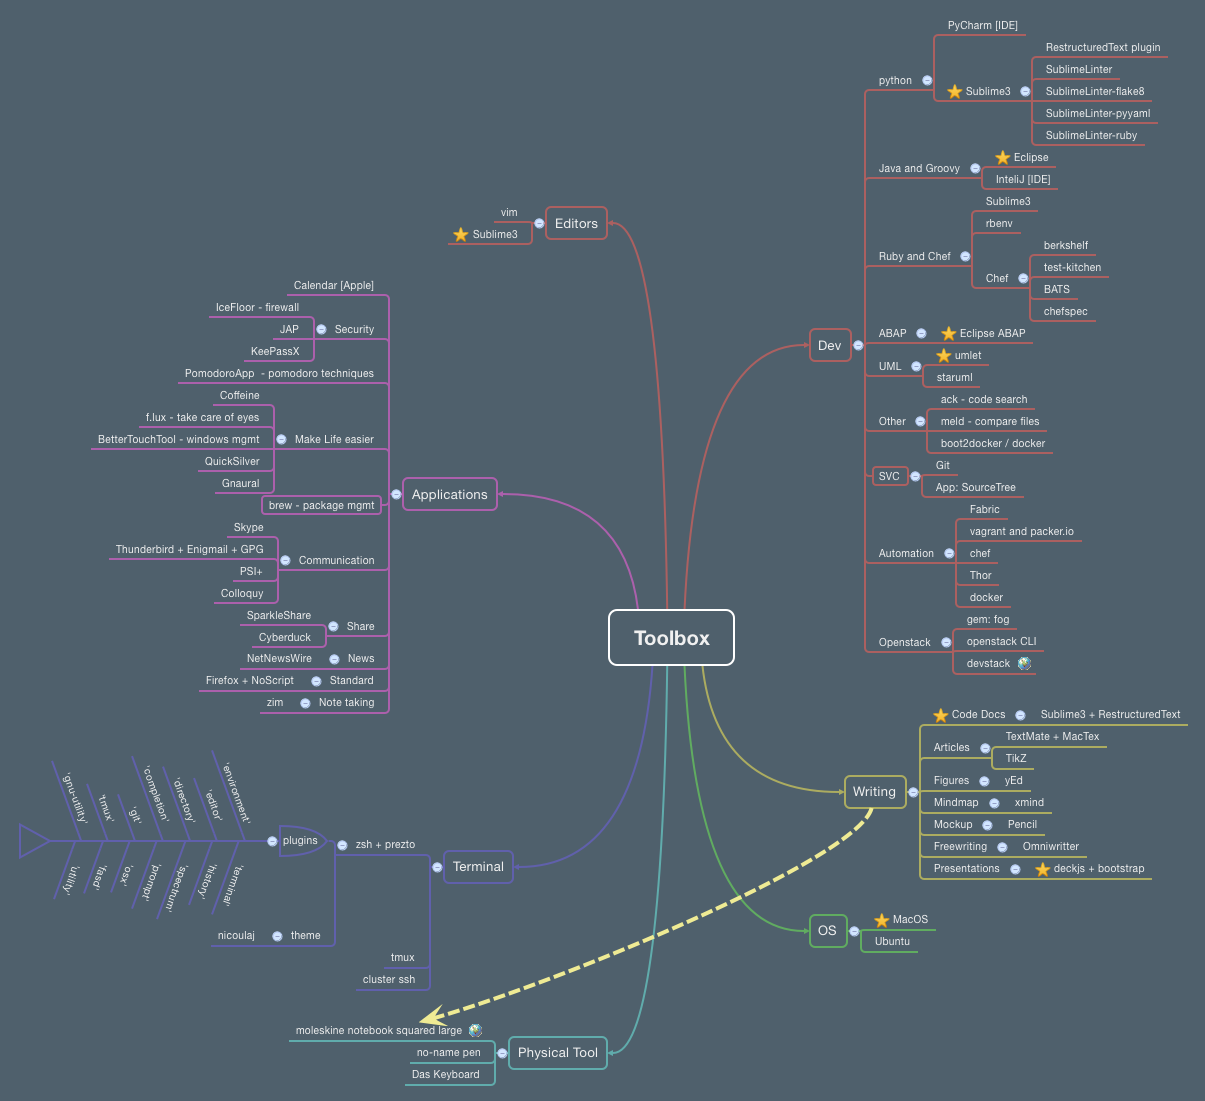 Toolbox
Dev
python
PyCharm [IDE]
Sublime3
RestructuredText plugin
SublimeLinter
SublimeLinter-flake8
SublimeLinter-pyyaml
SublimeLinter-ruby
Java and Groovy
Eclipse
InteliJ [IDE]
Ruby and Chef
Sublime3
rbenv
Chef
berkshelf
test-kitchen
BATS
chefspec
ABAP
Eclipse ABAP
UML
umlet
staruml
Other
ack - code search
meld - compare files
boot2docker / docker
SVC
Git
App: SourceTree
Automation
Fabric
vagrant and packer.io
chef
Thor
docker
Openstack
gem: fog
openstack CLI
devstack
Writing
Code Docs
Sublime3 + RestructuredText
Articles
TextMate + MacTex
TikZ
Figures
yEd
Mindmap
xmind
Mockup
Pencil
Freewriting
Omniwritter
Presentations
deckjs + bootstrap
OS
MacOS
Ubuntu
Physical Tool
moleskine notebook squared large
no-name pen
Das Keyboard
Terminal
zsh + prezto
plugins
'environment'
'terminal'
'editor'
'history'
'directory'
'spectrum'
'completion'
'prompt'
'git'
'osx'
'tmux'
'fasd'
'gnu-utility'
'utility'
theme
nicoulaj
tmux
cluster ssh
Applications
Calendar [Apple]
Security
IceFloor - firewall
JAP
KeePassX
PomodoroApp  - pomodoro techniques
Make Life easier
Coffeine
f.lux - take care of eyes
BetterTouchTool - windows mgmt
QuickSilver
Gnaural
brew - package mgmt
Communication
Skype
Thunderbird + Enigmail + GPG
PSI+
Colloquy
Share
SparkleShare
Cyberduck
News
NetNewsWire
Standard
Firefox + NoScript
Note taking
zim
Editors
vim
Sublime3